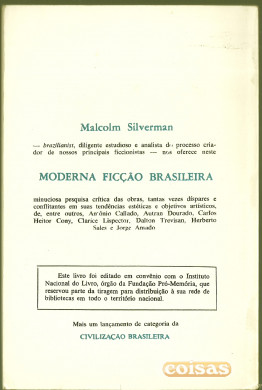 Malcolm Silverman
— brazilianist, diligente estudioso e analista do processo cria-
dor de nossos principais ficcionistas — nos oferece neste
MODERNA FICÇÃO BRASILEIRA
minuciosa pesquisa crítica das obras, tantas vezes díspares e
conflitantes em suas tendências estéticas e objetivos artísticos,
de, entre outros, Antônio Callado, Autran Dourado, Carlos
Heitor Cony, Clarice Lispector, Dalton Trevisan, Herberto
Sales e Jorge Amado
Este livro foi editado em convênio com o Instituto
Nacional do Livro, órgão da Fundação Pró-Memória, que
reservou parte da tiragem para distribuição à sua rede de
bibliotecas em todo o território nacional.
Mais um lançamento de categoria da
CIVILIZAÇÃO BRASILEIRA
coisas